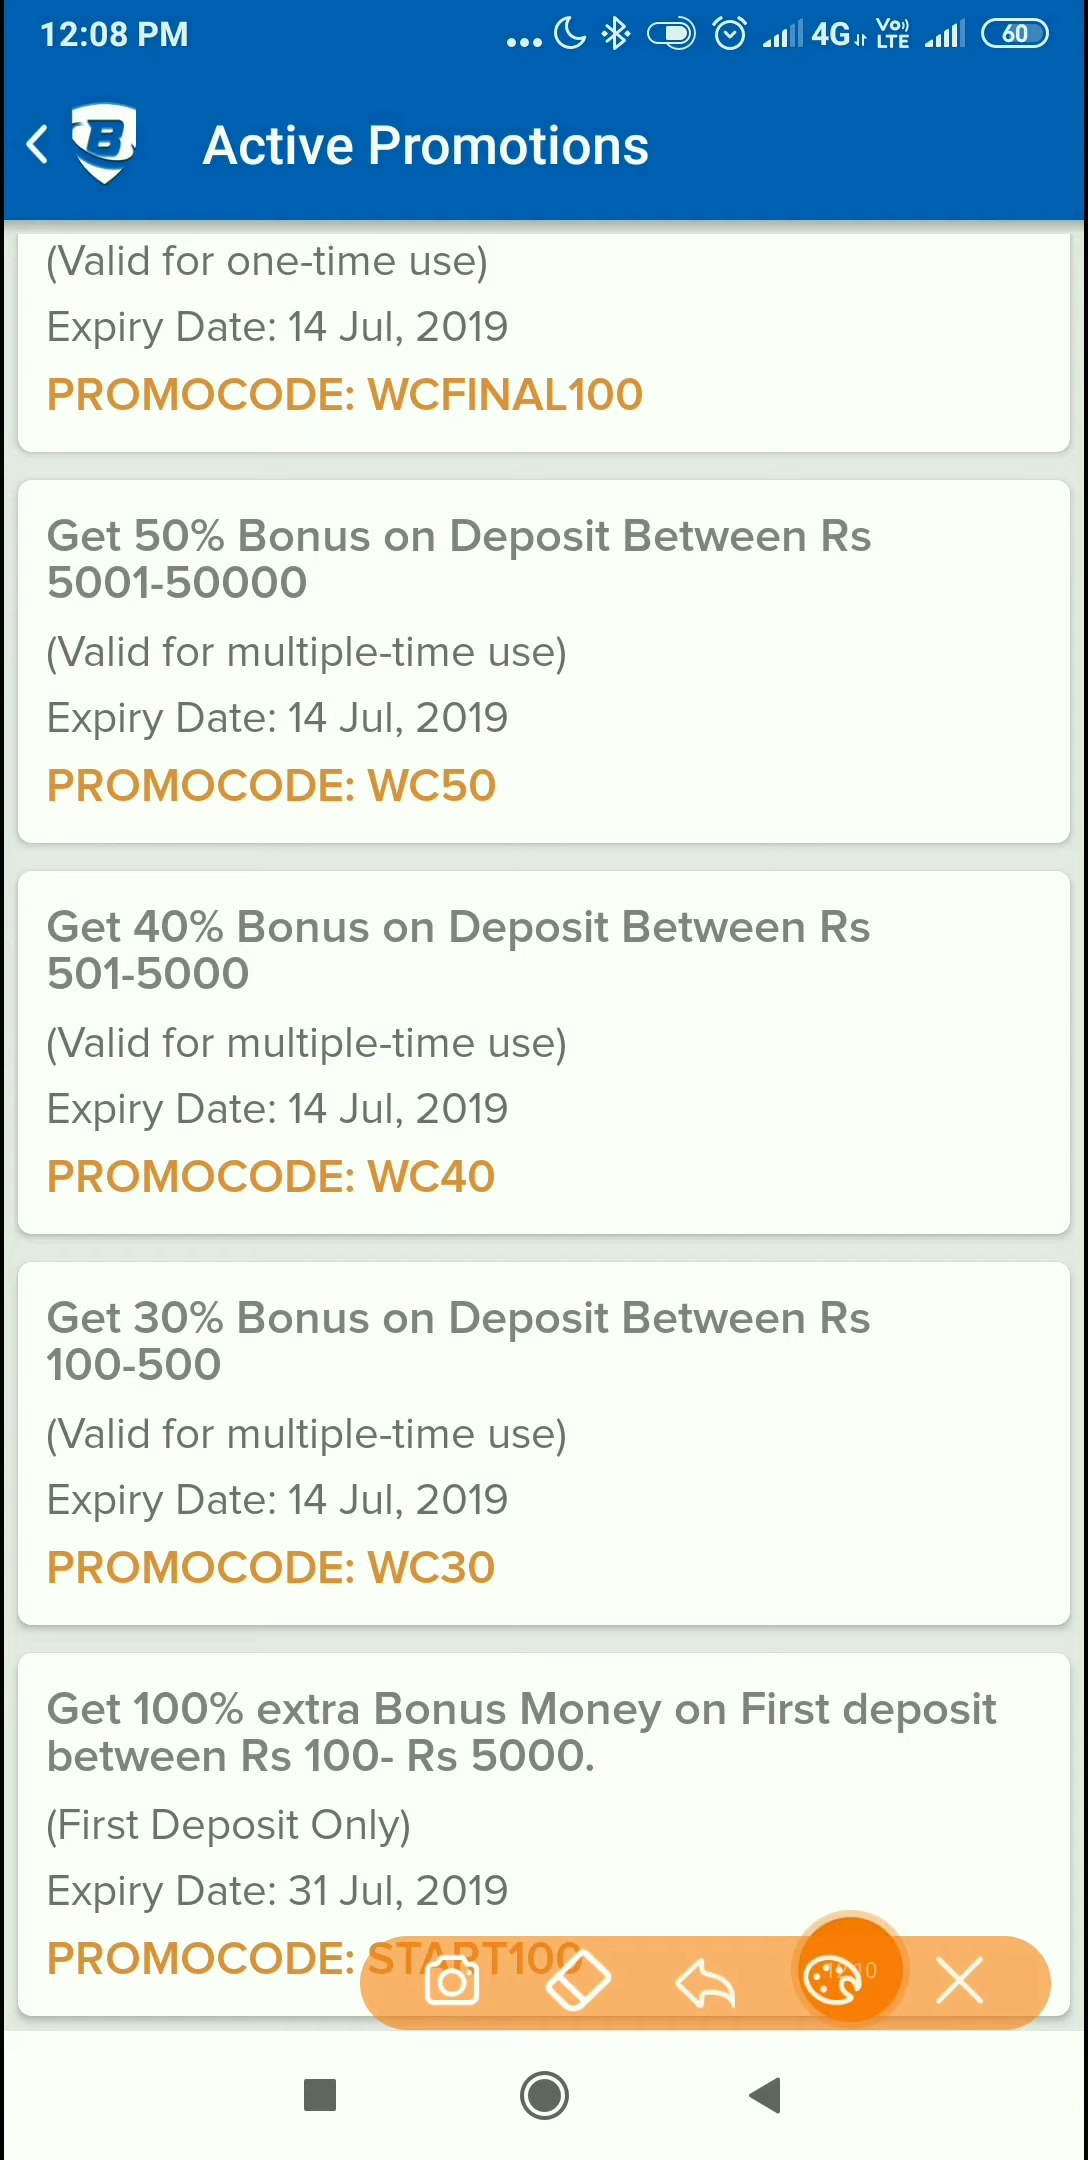 12:08 PM
4G
VoLTE
60
B
Active Promotions
(Valid for one-time use)
Expiry Date: 14 Jul, 2019
PROMOCODE: WCFINAL100
Get 50% Bonus on Deposit Between Rs
5001-50000
(Valid for multiple-time use)
Expiry Date: 14 Jul, 2019
PROMOCODE: WC50
Get 40% Bonus on Deposit Between Rs
501-5000
(Valid for multiple-time use)
Expiry Date: 14 Jul, 2019
PROMOCODE: WC40
Get 30% Bonus on Deposit Between Rs
100-500
(Valid for multiple-time use)
Expiry Date: 14 Jul, 2019
PROMOCODE: WC30
Get 100% extra Bonus Money on First deposit
between Rs 100- Rs 5000.
(First Deposit Only)
Expiry Date: 31 Jul, 2019
PROMOCODE: START100